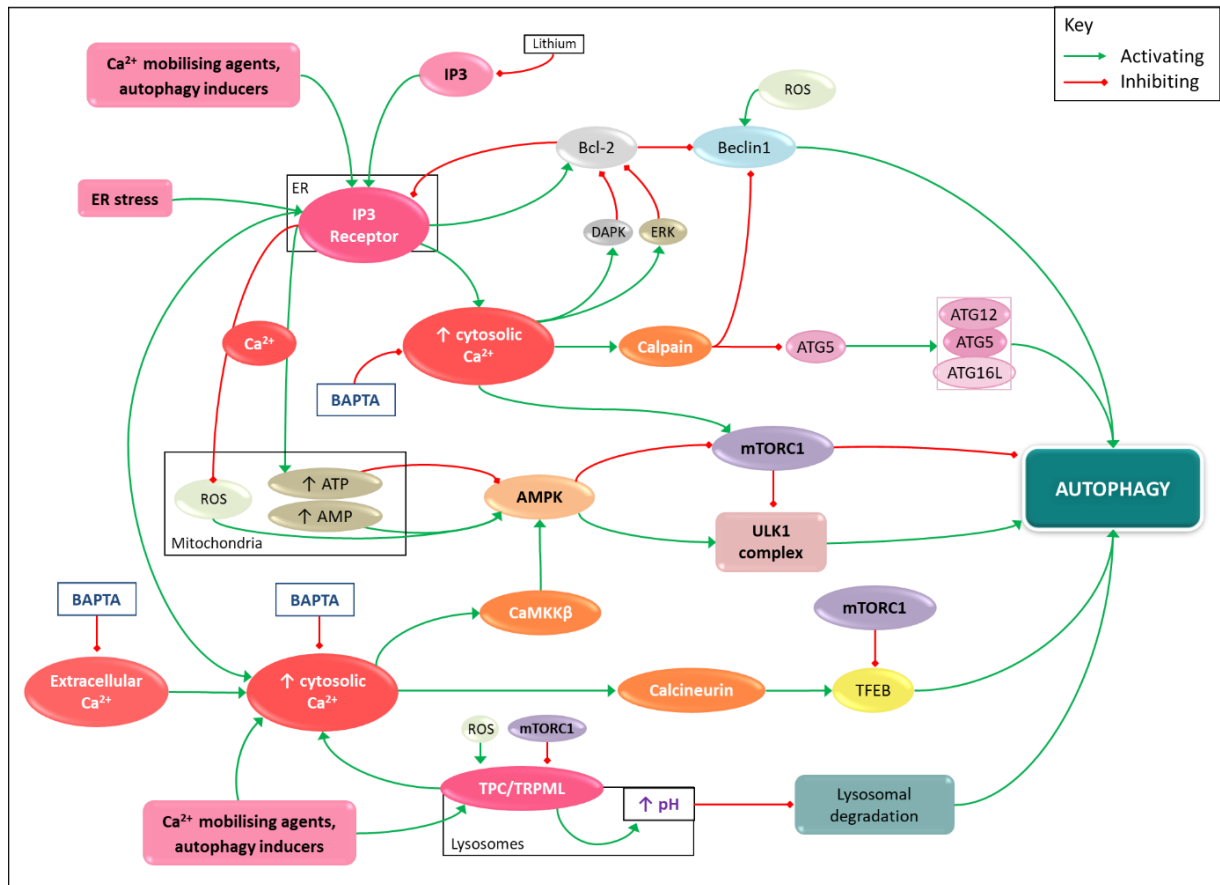 Key
Activating
Inhibiting
Ca²⁺ mobilising agents,
autophagy inducers
IP3
Lithium
ROS
Bcl-2
Beclin1
ER
ER stress
IP3
Receptor
DAPK
ERK
Ca²⁺
↑ cytosolic
Ca²⁺
Calpain
ATG5
ATG12
ATG5
ATG16L
BAPTA
mTORC1
AUTOPHAGY
ROS
↑ ATP
↑ AMP
Mitochondria
AMPK
ULK1
complex
BAPTA
BAPTA
CaMKKβ
mTORC1
Extracellular
Ca²⁺
↑ cytosolic
Ca²⁺
Calcineurin
TFEB
ROS
mTORC1
TPC/TRPML
↑ pH
Lysosomes
Lysosomal
degradation
Ca²⁺ mobilising agents,
autophagy inducers